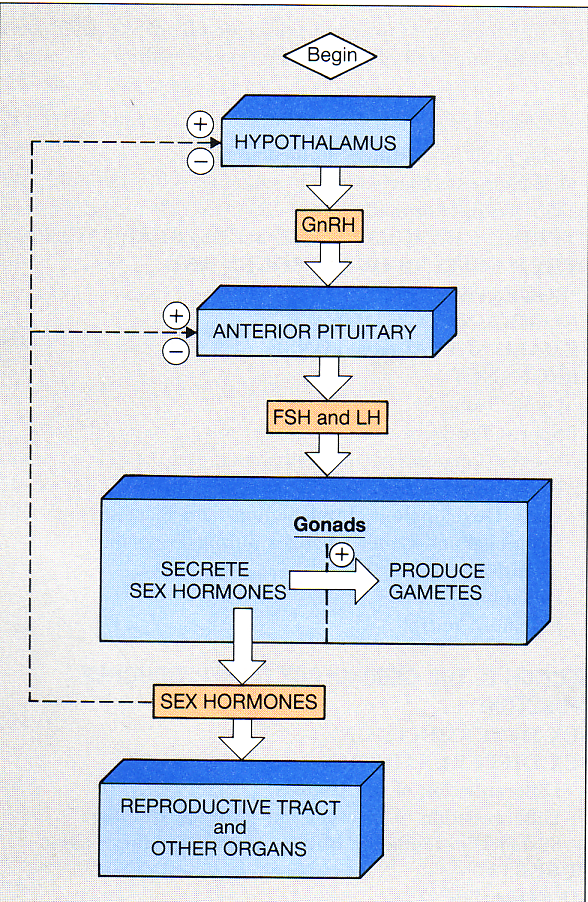 Begin
+
HYPOTHALAMUS
−
GnRH
+
ANTERIOR PITUITARY
−
FSH and LH
Gonads
+
SECRETE
SEX HORMONES
PRODUCE
GAMETES
SEX HORMONES
REPRODUCTIVE TRACT
and
OTHER ORGANS